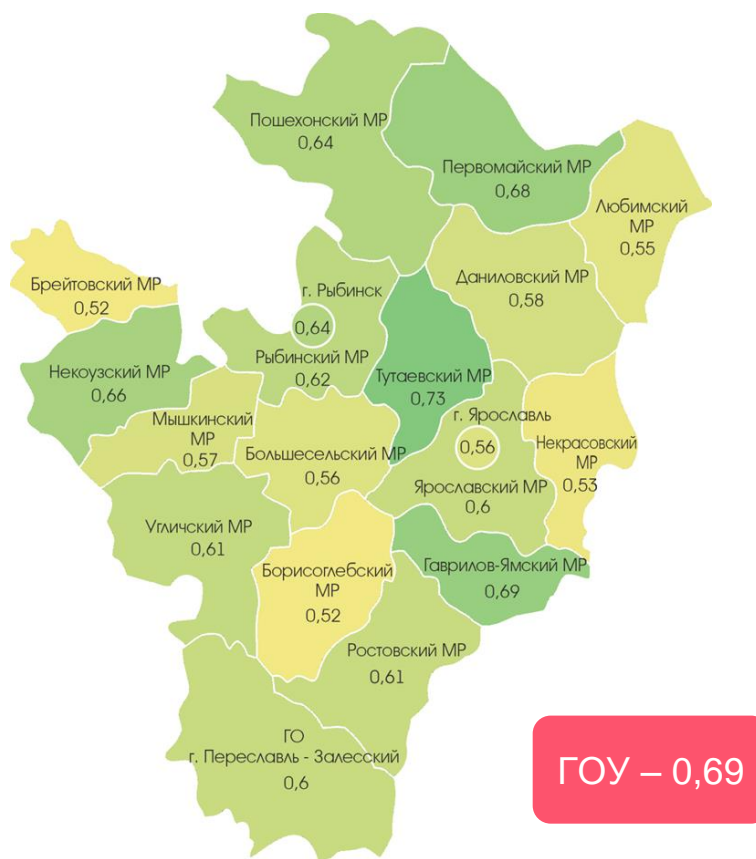 Пошехонский МР
0,64
Первомайский МР
0,68
Любимский
МР
0,55
Брейтовский МР
0,52
г. Рыбинск
0,64
Рыбинский МР
0,62
Даниловский МР
0,58
Некоузский МР
0,66
Тутаевский МР
0,73
Мышкинский
МР
0,57
Большесельский МР
0,56
г. Ярославль
0,56
Ярославский МР
0,6
Некрасовский
МР
0,53
Угличский МР
0,61
Борисоглебский
МР
0,52
Гаврилов-Ямский МР
0,69
Ростовский МР
0,61
ГО
г. Переславль - Залесский
0,6
ГОУ – 0,69